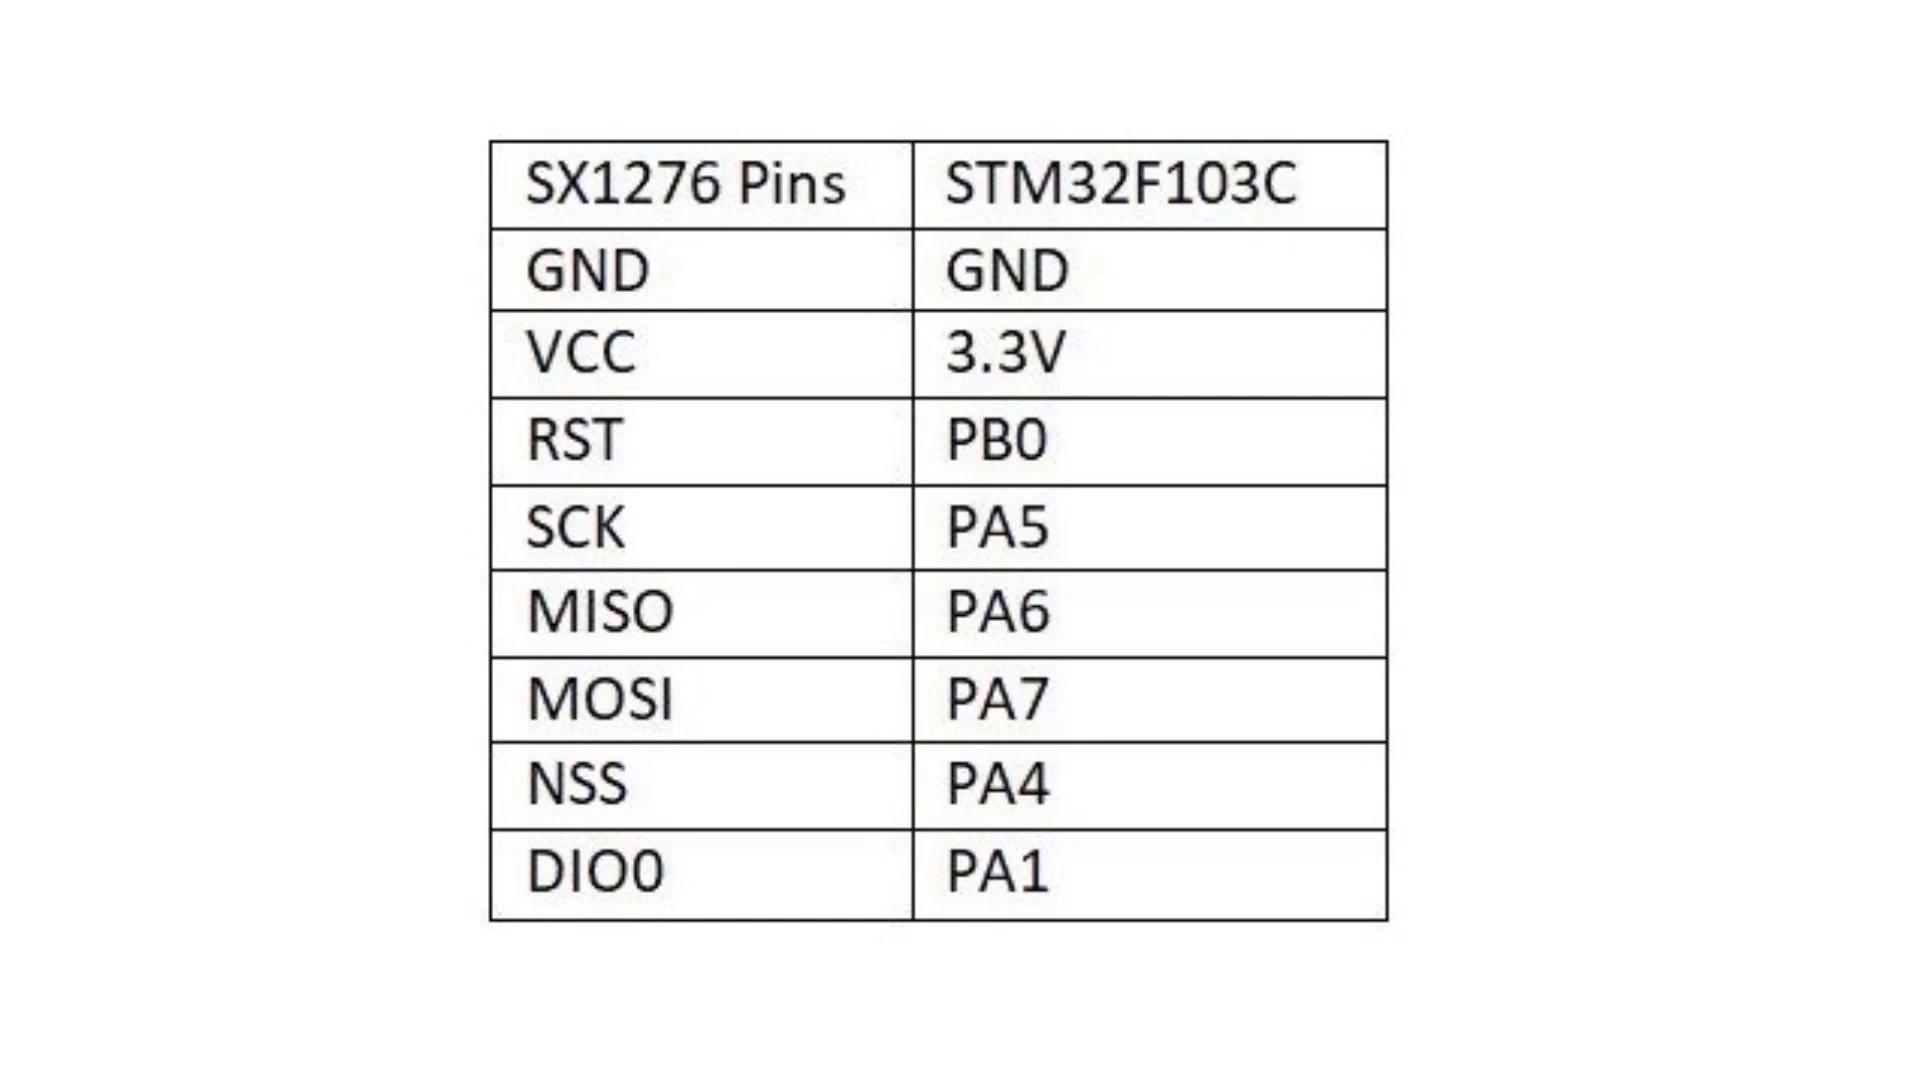 SX1276 Pins STM32F103C
GND GND
VCC 3.3V
RST PB0
SCK PA5
MISO PA6
MOSI PA7
NSS PA4
DIO0 PA1